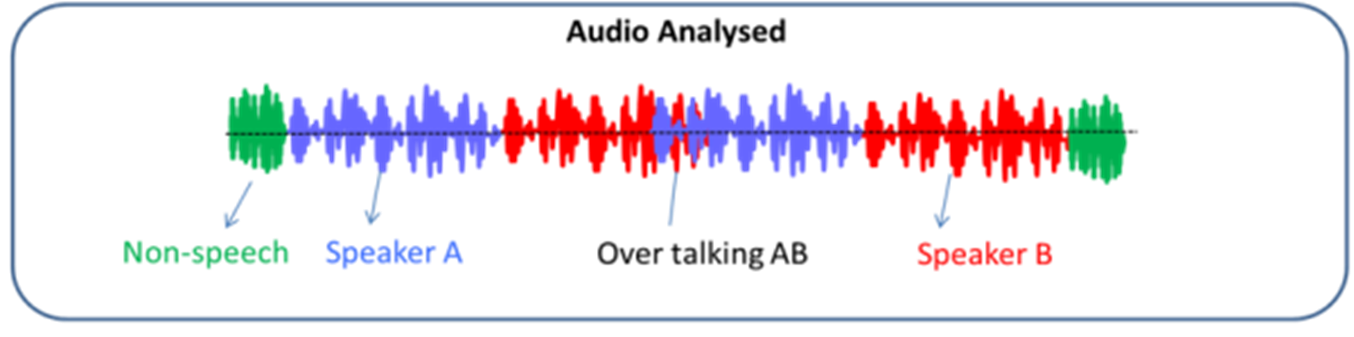 Audio Analysed
Non-speech Speaker A Over talking AB Speaker B